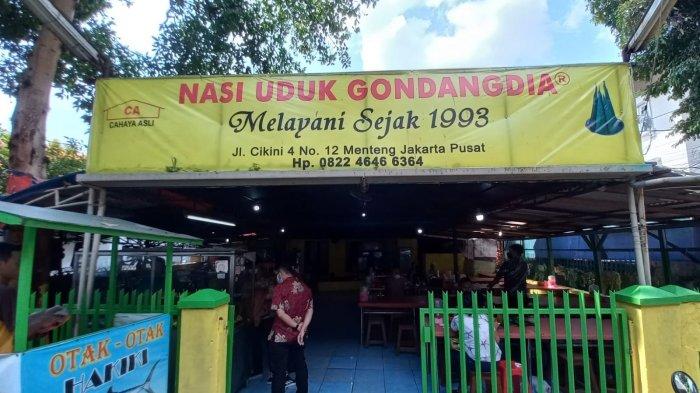 NASI UDUK GONDANGDIA®
Melayani Sejak 1993
CA
CAHAYA ASLI
Jl. Cikini 4 No. 12 Menteng Jakarta Pusat
Hp. 0822 4646 6364
OTAK - OTAK
HAKIKI